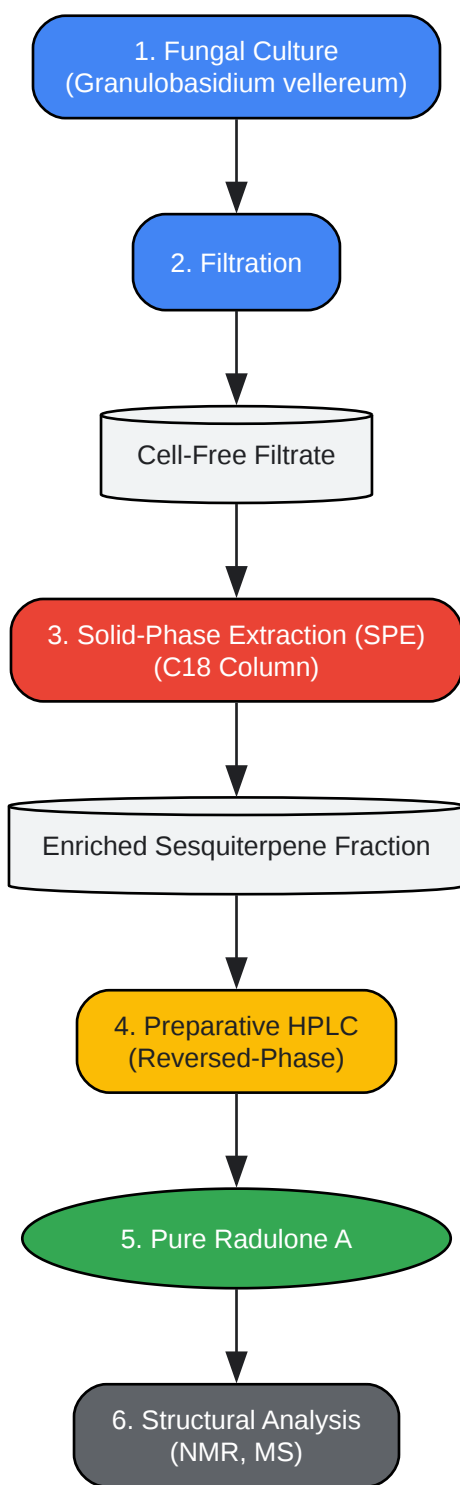 1. Fungal Culture
(Granulobasidium vellereum)
2. Filtration
Cell-Free Filtrate
3. Solid-Phase Extraction (SPE)
(C18 Column)
Enriched Sesquiterpene Fraction
4. Preparative HPLC
(Reversed-Phase)
5. Pure Radulone A
6. Structural Analysis
(NMR, MS)